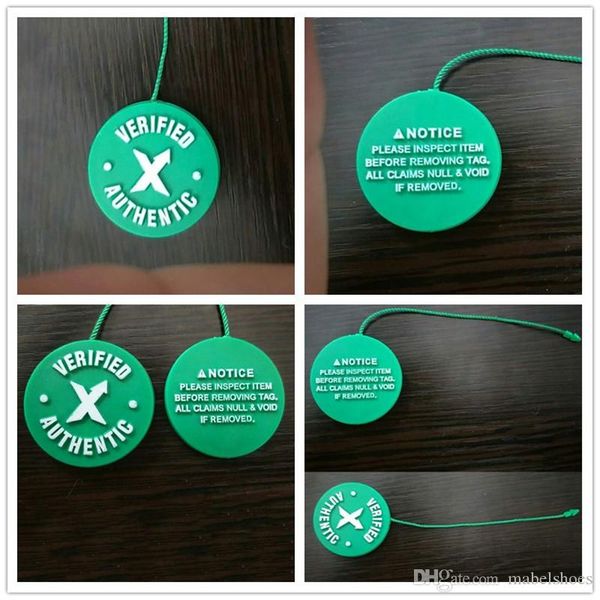 VERIFIED
X
AUTHENTIC
NOTICE
PLEASE INSPECT ITEM
BEFORE REMOVING TAG.
ALL CLAIMS NULL & VOID
IF REMOVED.
VERIFIED
X
AUTHENTIC
NOTICE
PLEASE INSPECT ITEM
BEFORE REMOVING TAG.
ALL CLAIMS NULL & VOID
IF REMOVED.
NOTICE
PLEASE INSPECT ITEM
BEFORE REMOVING TAG.
ALL CLAIMS NULL & VOID
IF REMOVED.
VERIFIED
X
AUTHENTIC
DHgate.com mabelshoes